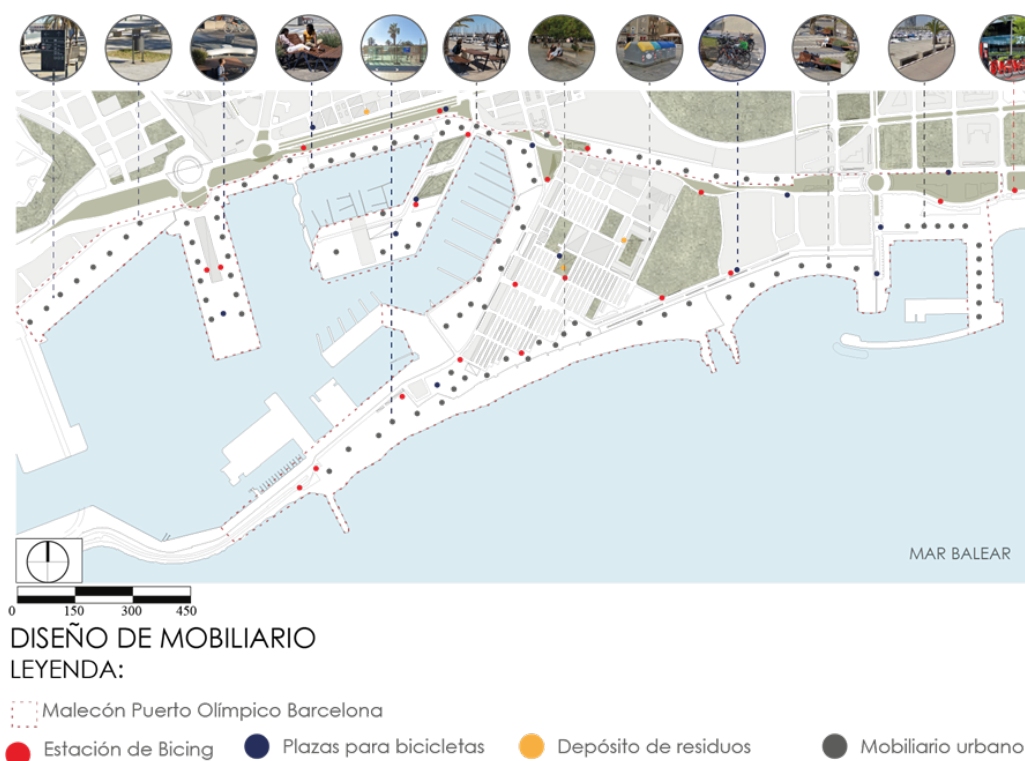 MAR BALEAR
0 150 300 450
DISEÑO DE MOBILIARIO
LEYENDA:
Malecón Puerto Olímpico Barcelona
Estación de Bicing
Plazas para bicicletas
Depósito de residuos
Mobiliario urbano